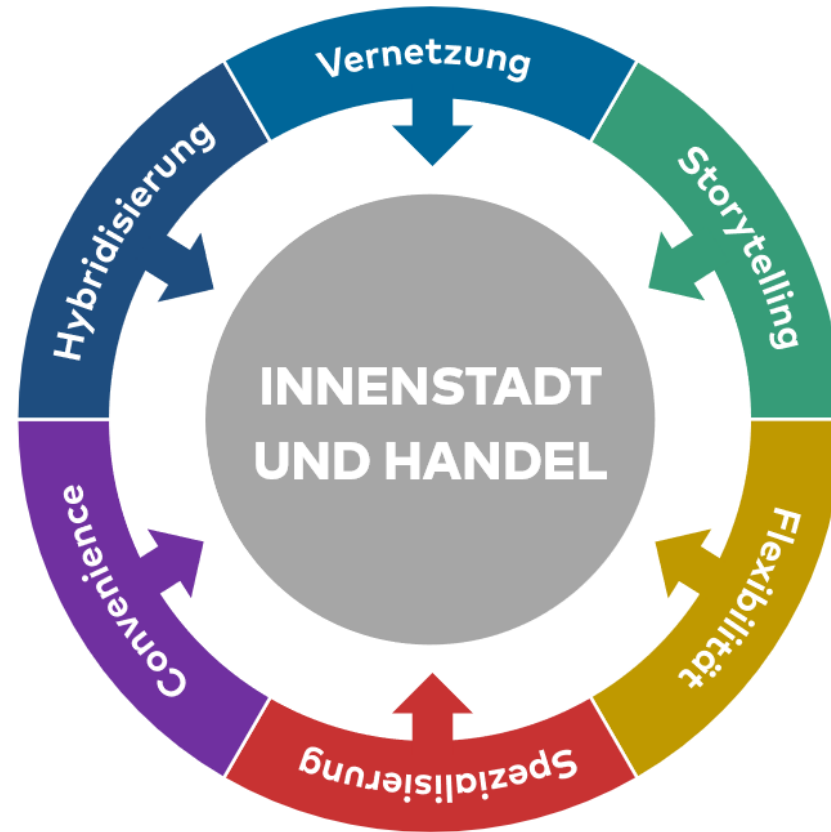 Vernetzung
Storytelling
Flexibilität
Spezialisierung
Convenience
Hybridisierung
INNENSTADT
UND HANDEL